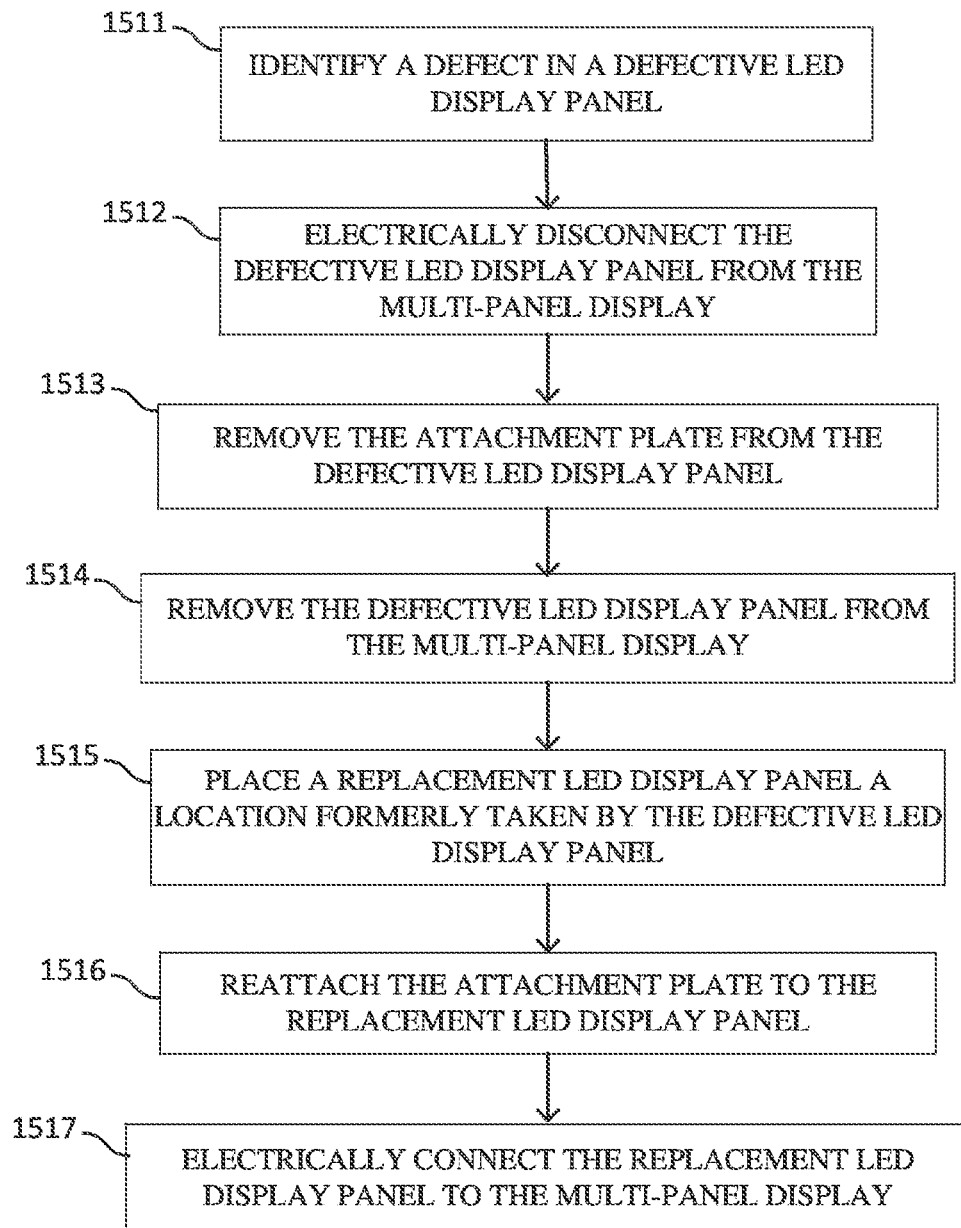 1511
IDENTIFY A DEFECT IN A DEFECTIVE LED
DISPLAY PANEL
1512
ELECTRICALLY DISCONNECT THE
DEFECTIVE LED DISPLAY PANEL FROM THE
MULTI-PANEL DISPLAY
1513
REMOVE THE ATTACHMENT PLATE FROM THE
DEFECTIVE LED DISPLAY PANEL
1514
REMOVE THE DEFECTIVE LED DISPLAY PANEL FROM
THE MULTI-PANEL DISPLAY
1515
PLACE A REPLACEMENT LED DISPLAY PANEL A
LOCATION FORMERLY TAKEN BY THE DEFECTIVE LED
DISPLAY PANEL
1516
REATTACH THE ATTACHMENT PLATE TO THE
REPLACEMENT LED DISPLAY PANEL
1517
ELECTRICALLY CONNECT THE REPLACEMENT LED
DISPLAY PANEL TO THE MULTI-PANEL DISPLAY